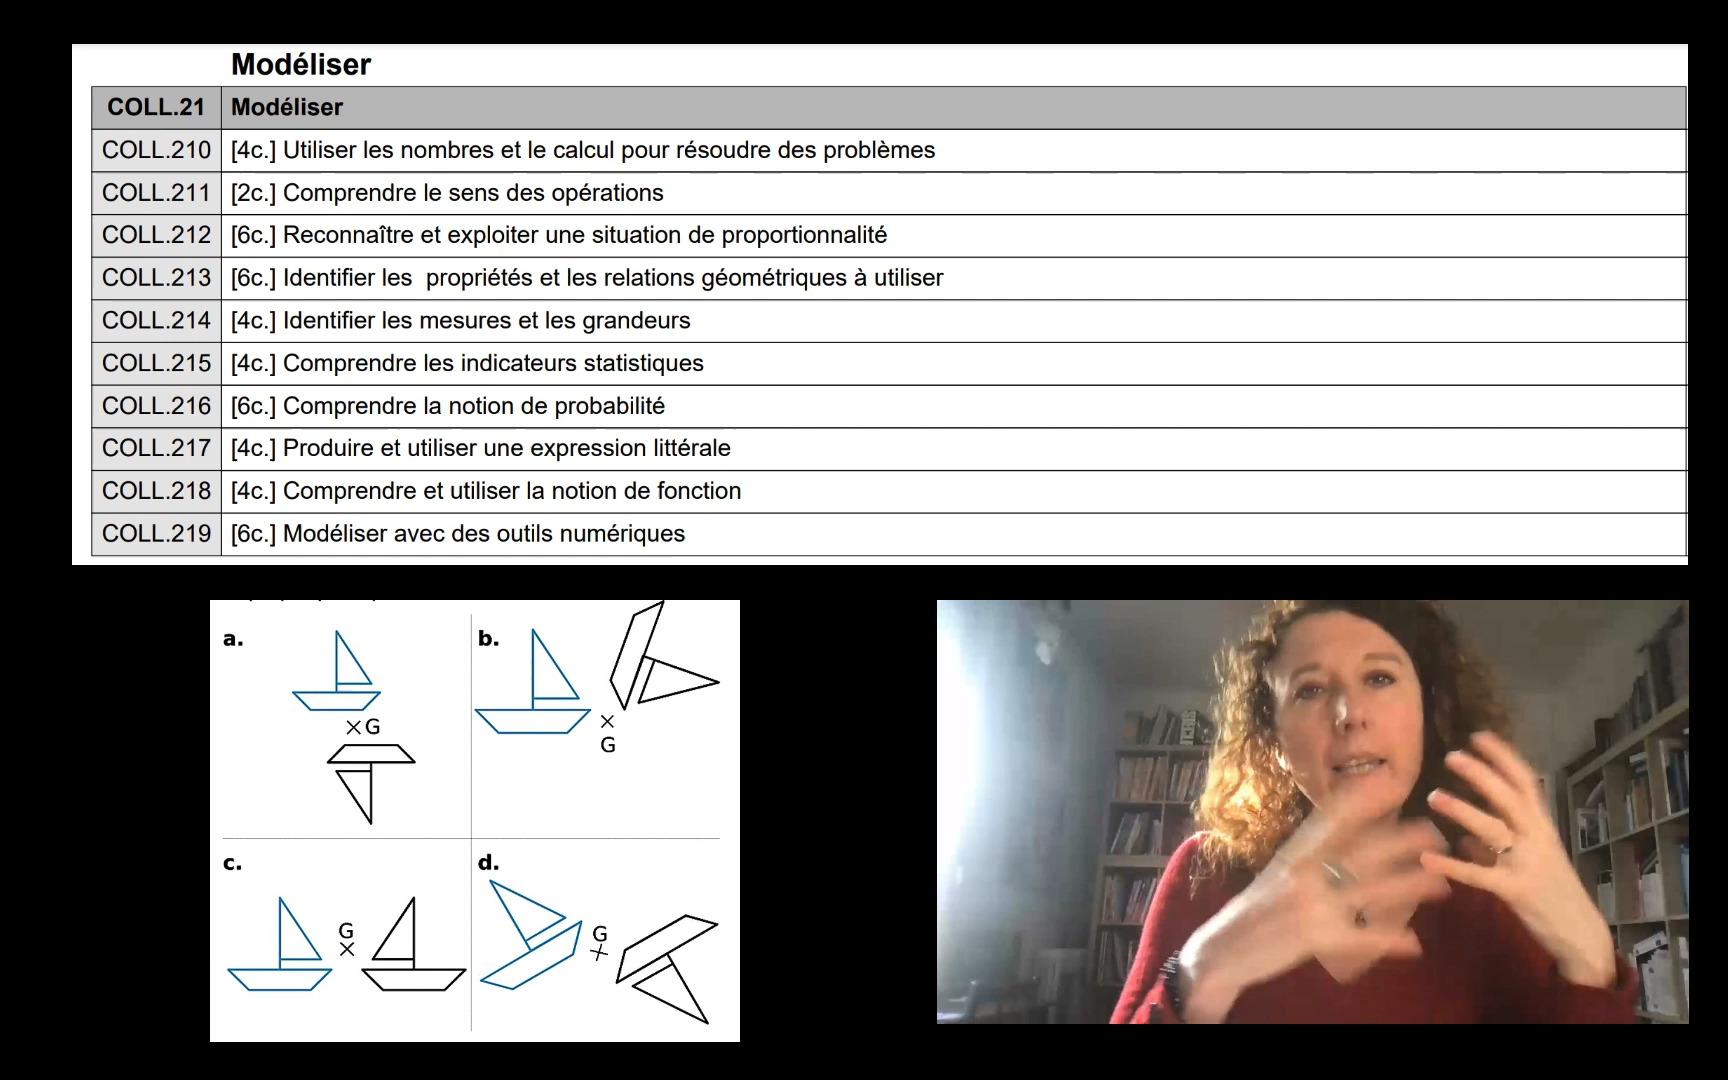 Modéliser
COLL.21 Modéliser
COLL.210 [4c.] Utiliser les nombres et le calcul pour résoudre des problèmes
COLL.211 [2c.] Comprendre le sens des opérations
COLL.212 [6c.] Reconnaître et exploiter une situation de proportionnalité
COLL.213 [6c.] Identifier les propriétés et les relations géométriques à utiliser
COLL.214 [4c.] Identifier les mesures et les grandeurs
COLL.215 [4c.] Comprendre les indicateurs statistiques
COLL.216 [6c.] Comprendre la notion de probabilité
COLL.217 [4c.] Produire et utiliser une expression littérale
COLL.218 [4c.] Comprendre et utiliser la notion de fonction
COLL.219 [6c.] Modéliser avec des outils numériques
a.
G
b.
G
c.
G
d.
G